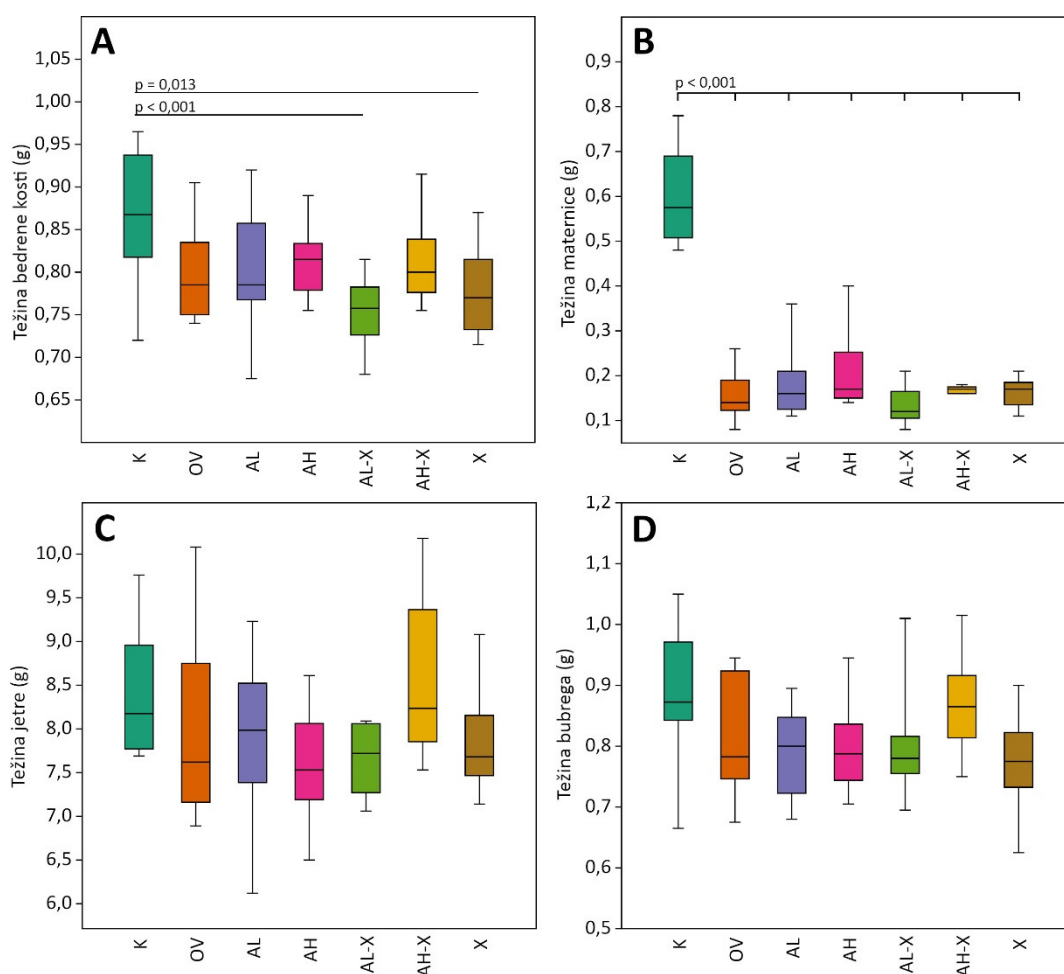 A
1,05
p = 0,013
1,00
p < 0,001
0,95
0,90
0,85
0,80
0,75
0,70
0,65
Težina bedrene kosti (g)
K
OV
AL
AH
AL-X
AH-X
X
B
0,9
p < 0,001
0,8
0,7
0,6
0,5
0,3
0,2
0,1
Težina maternice (g)
K
OV
AL
AH
AL-X
AH-X
X
C
10,0
9,5
9,0
8,5
8,0
7,5
7,0
6,5
6,0
Težina jetre (g)
K
OV
AL
AH
AL-X
AH-X
X
D
1,2
1,1
1,0
0,9
0,8
0,7
0,6
0,5
Težina bubrega (g)
K
OV
AL
AH
AL-X
AH-X
X